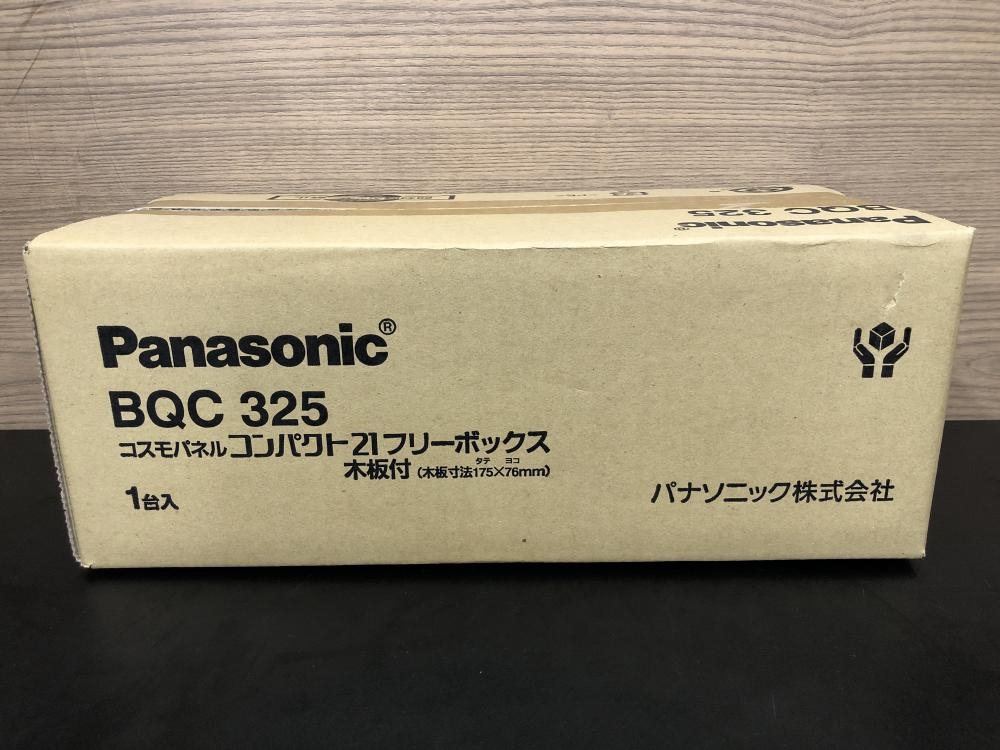 Panasonic®
BQC 325
Panasonic®
BQC 325
コスモパネルコンパクト21フリーボックス
タテ ヨコ
木板付(木板寸法175×76mm)
1台入
パナソニック株式会社